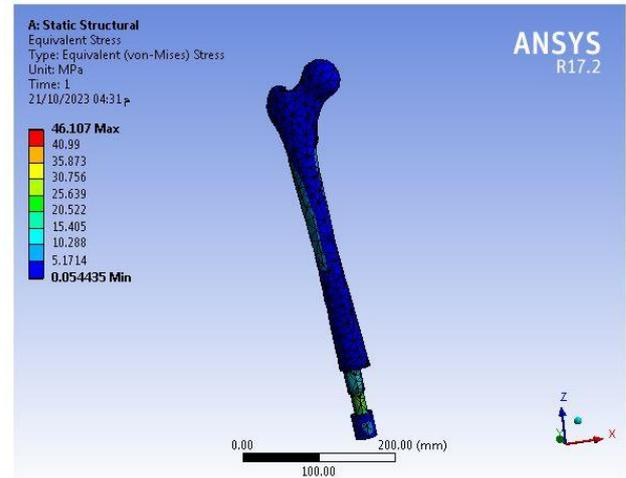 A: Static Structural
Equivalent Stress
Type: Equivalent (von-Mises) Stress
Unit: MPa
Time: 1
21/10/2023 04:31 م
ANSYS
R17.2
46.107 Max
40.99
35.873
30.756
25.639
20.522
15.405
10.288
5.1714
0.054435 Min
0.00
200.00 (mm)
100.00
Z
Y
X